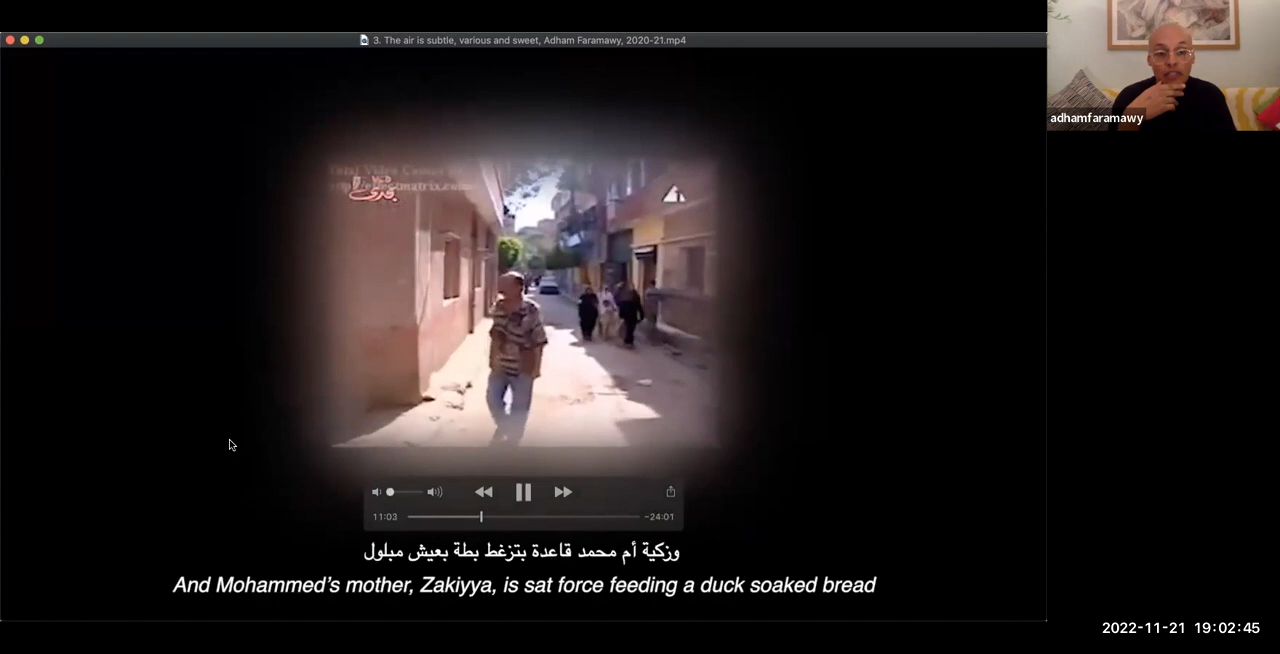 3. The air is subtle, various and sweet, Adham Faramawy, 2020-21.mp4
adhamfaramawy
11:03
-24:01
وزكية أم محمد قاعدة بتزغط بطة بعيش مبلول
And Mohammed's mother, Zakiyya, is sat force feeding a duck soaked bread
2022-11-21 19:02:45